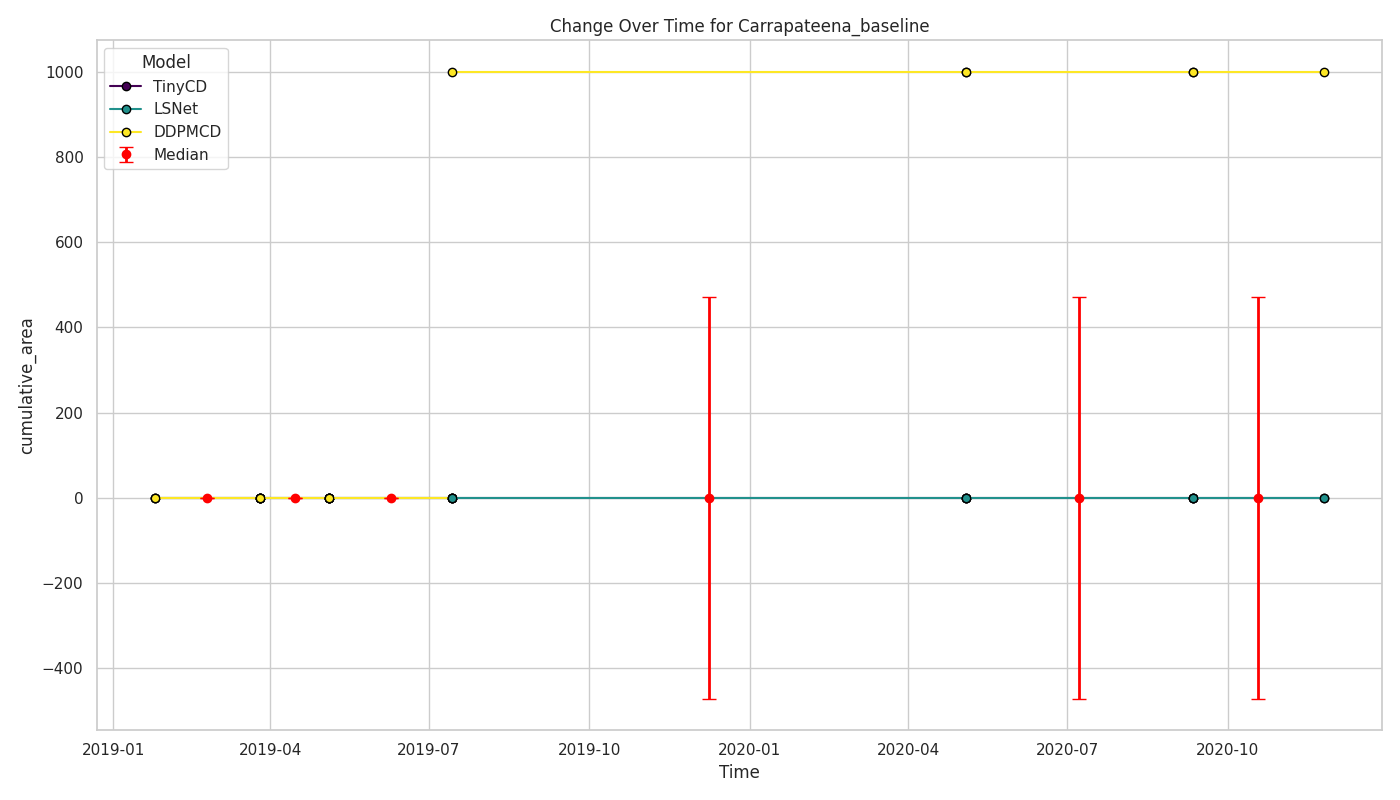 Change Over Time for Carrapateena_baseline
Model
TinyCD
LSNet
DDPMCD
Median
cumulative_area
1000
800
600
400
200
0
−200
−400
2019-01
2019-04
2019-07
2019-10
2020-01
2020-04
2020-07
2020-10
Time